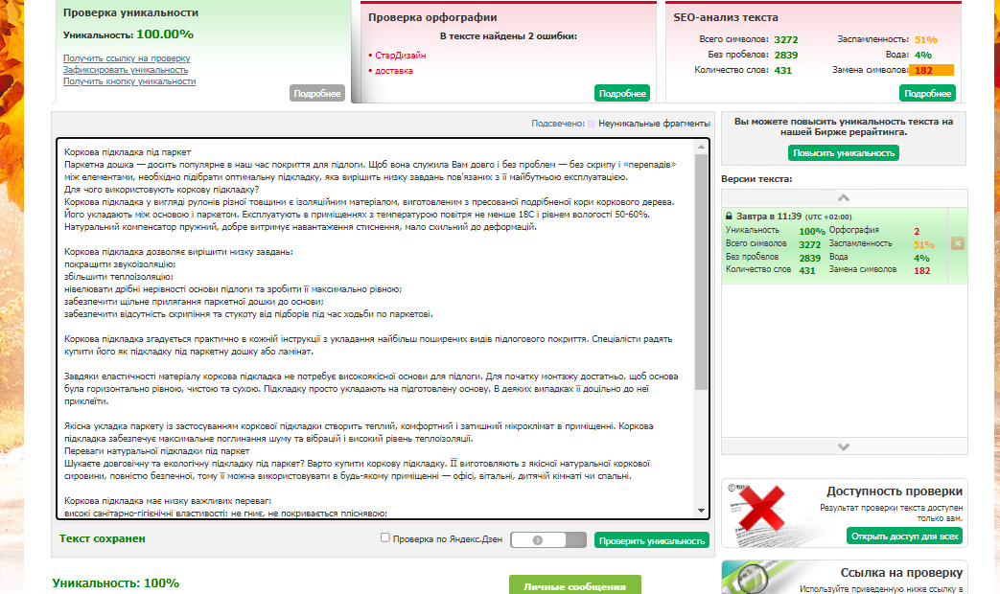 Проверка уникальности
Уникальность: 100.00%
Получить ссылку на проверку
Зафиксировать уникальность
Получить кнопку уникальности
Подробнее
Проверка орфографии
В тексте найдены 2 ошибки:
• СтарДизайн
• доставка
Подробнее
SEO-анализ текста
Всего символов: 3272
Без пробелов: 2839
Количество слов: 431
Заспамленность: 51%
Вода: 4%
Замена символов: 182
Подробнее
Подсвечено: Неуникальные фрагменты
Коркова підкладка під паркет
Паркетна дошка — досить популярне в наш час покриття для підлоги. Щоб вона служила Вам довго і без проблем — без скрипу і «перепадів»
між елементами, необхідно підібрати оптимальну підкладку, яка вирішить низку завдань пов'язаних з її майбутньою експлуатацією.
Для чого використовують коркову підкладку?
Коркова підкладка у вигляді рулонів різної товщини є ізоляційним матеріалом, виготовленим з пресованої подрібненої кори коркового дерева.
Його укладають між основою і паркетом. Експлуатують в приміщеннях з температурою повітря не менше 18С і рівнем вологості 50-60%.
Натуральний компенсатор пружний, добре витримує навантаження стиснення, мало схильний до деформацій.
Коркова підкладка дозволяє вирішити низку завдань:
покращити звукоізоляцію;
збільшити теплоізоляцію;
нівелювати дрібні нерівності основи підлоги та зробити її максимально рівною;
забезпечити щільне прилягання паркетної дошки до основи;
забезпечити відсутність скрипіння та стукоту від підборів під час ходьби по паркетові.
Коркова підкладка згадується практично в кожній інструкції з укладання найбільш поширених видів підлогового покриття. Спеціалісти радять
купити його як підкладку під паркетну дошку або ламінат.
Завдяки еластичності матеріалу коркова підкладка не потребує високоякісної основи для підлоги. Для початку монтажу достатньо, щоб основа
була горизонтально рівною, чистою та сухою. Підкладку просто укладають на підготовлену основу. В деяких випадках її доцільно до неї
приклеїти.
Якісна укладка паркету із застосуванням коркової підкладки створить теплий, комфортний і затишний мікроклімат в приміщенні. Коркова
підкладка забезпечує максимальне поглинання шуму та вібрацій і високий рівень теплоізоляції.
Переваги натуральної підкладки під паркет
Шукаєте довговічну та екологічну підкладку під паркет? Варто купити коркову підкладку. Її виготовляють з якісної натуральної коркової
сировини, повністю безпечної, тому її можна використовувати в будь-якому приміщенні — офісі, вітальні, дитячій кімнаті чи спальні.
Коркова підкладка має низку важливих переваг:
високі санітарно-гігієнічні властивості: не гниє, не покривається пліснявою;
Текст сохранен
Проверка по Яндекс.Дзен
Проверить уникальность
Уникальность: 100%
Личные сообщения
Вы можете повысить уникальность текста на
нашей Бирже рерайтинга.
Повысить уникальность
Версии текста:
Завтра в 11:39 (UTC +02:00)
Уникальность 100% Орфография 2
Всего символов 3272 Заспамленность 51%
Без пробелов 2839 Вода 4%
Количество слов 431 Замена символов 182
Доступность проверки
Результат проверки текста доступен
только вам.
Открыть доступ для всех
Ссылка на проверку
Используйте приведенную ниже ссылку в